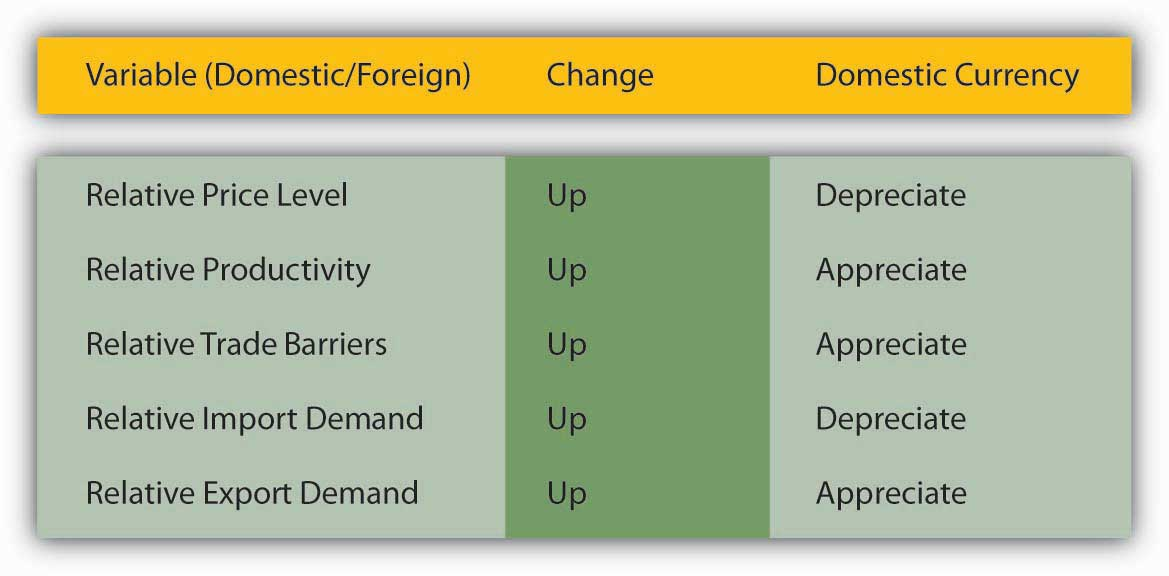 Variable (Domestic/Foreign) Change Domestic Currency
Relative Price Level Up Depreciate
Relative Productivity Up Appreciate
Relative Trade Barriers Up Appreciate
Relative Import Demand Up Depreciate
Relative Export Demand Up Appreciate